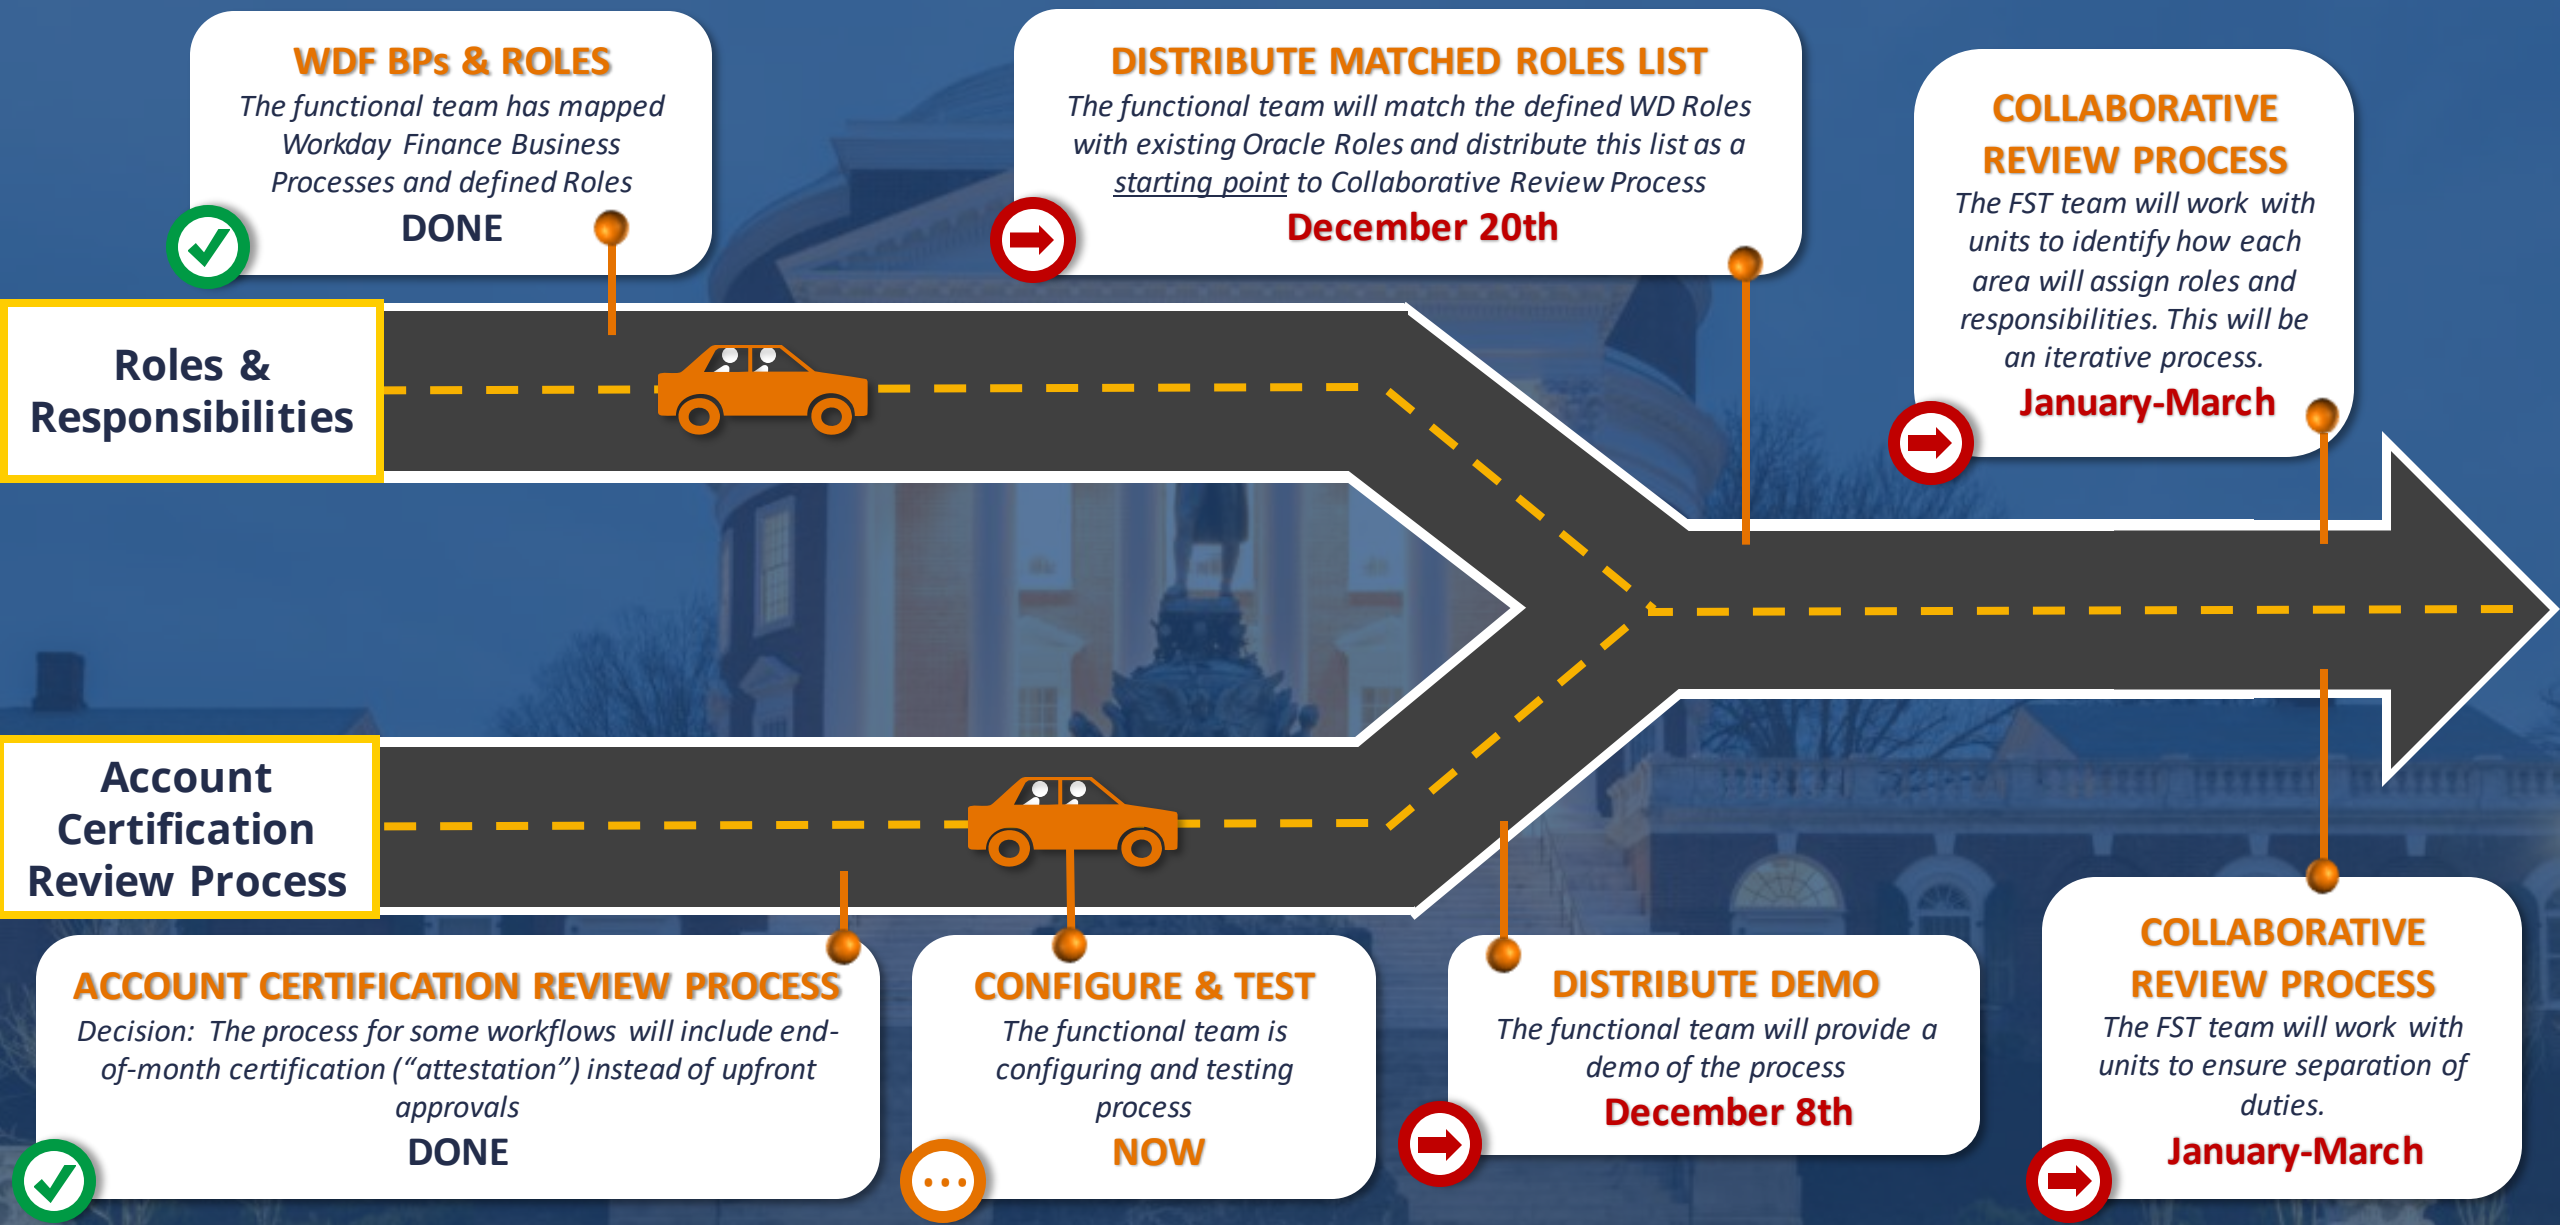 WDF BPs & ROLES
The functional team has mapped
Workday Finance Business
Processes and defined Roles
DONE
DISTRIBUTE MATCHED ROLES LIST
The functional team will match the defined WD Roles
with existing Oracle Roles and distribute this list as a
starting point to Collaborative Review Process
December 20th
COLLABORATIVE
REVIEW PROCESS
The FST team will work with
units to identify how each
area will assign roles and
responsibilities. This will be
an iterative process.
January-March
Roles &
Responsibilities
Account
Certification
Review Process
ACCOUNT CERTIFICATION REVIEW PROCESS
Decision: The process for some workflows will include end-
of-month certification (“attestation”) instead of upfront
approvals
DONE
CONFIGURE & TEST
The functional team is
configuring and testing
process
NOW
DISTRIBUTE DEMO
The functional team will provide a
demo of the process
December 8th
COLLABORATIVE
REVIEW PROCESS
The FST team will work with
units to ensure separation of
duties.
January-March